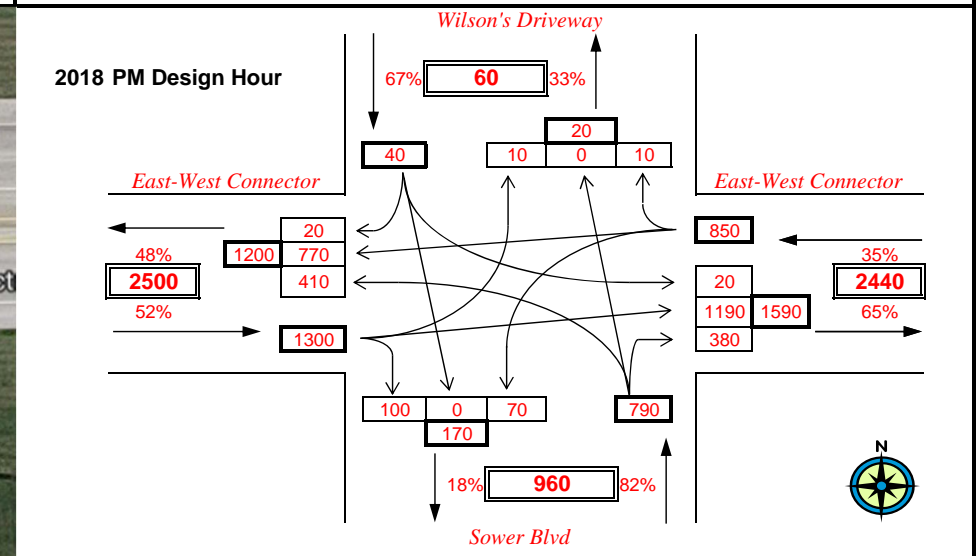 Wilson's Driveway
2018 PM Design Hour
67% 60 33%
20
40 10 0 10
East-West Connector East-West Connector
20 850
48% 1200 770 35%
2500 410 20 2440
52% 1190 1590 65%
1300 380
100 0 70 790
170
N
18% 960 82%
Sower Blvd